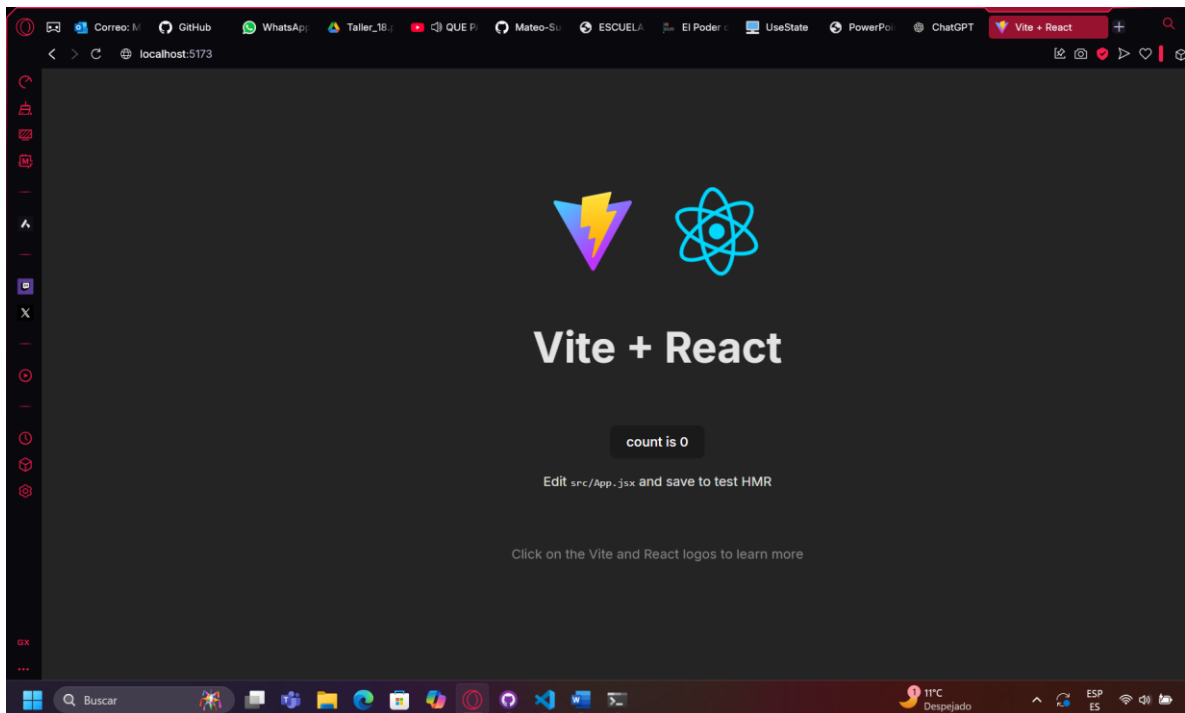 Correo: M GitHub WhatsApp Taller_18.p QUE P Mateo-Su ESCUELA El Poder UseState PowerPoi ChatGPT Vite + React
localhost:5173
M
X
Vite + React
count is 0
Edit src/App.jsx and save to test HMR
Click on the Vite and React logos to learn more
GX
Buscar
1 11°C
Despejado
ESP
ES